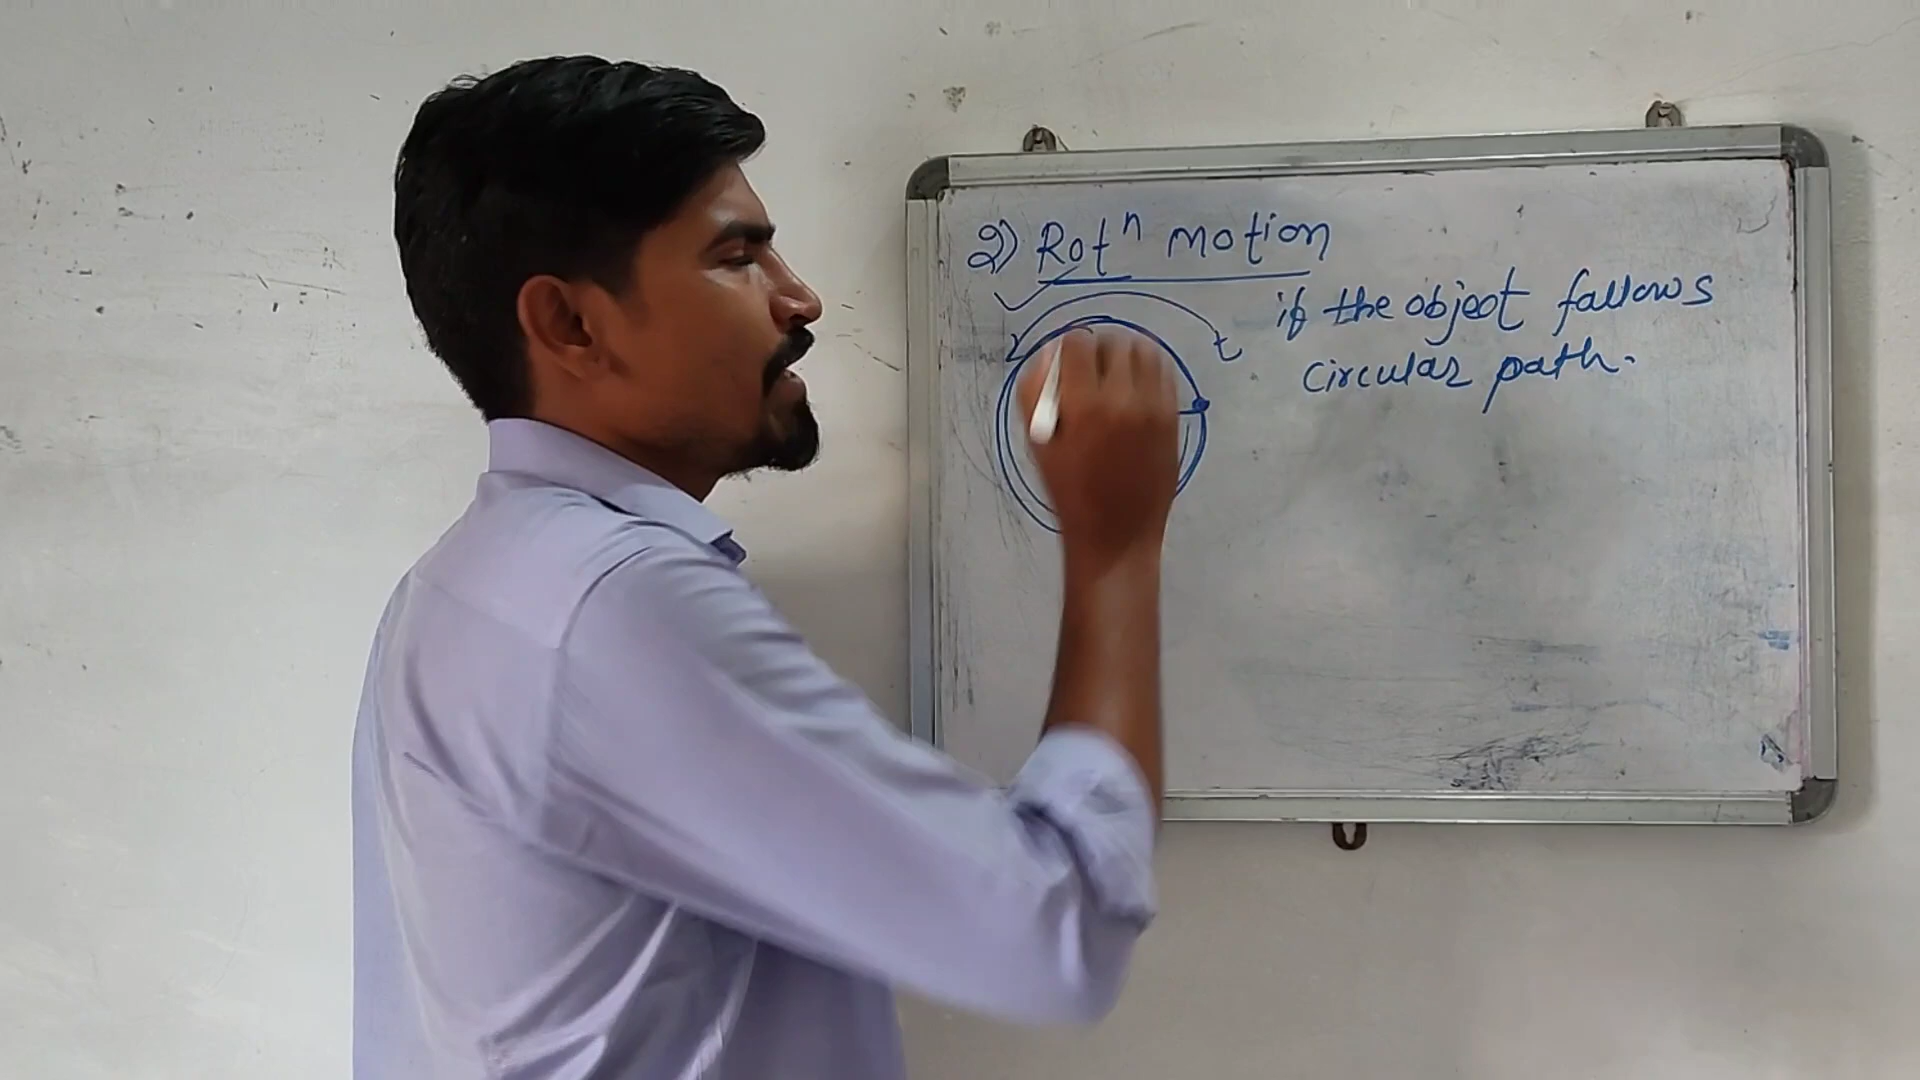 2) Rotⁿ motion
if the object fallows
circular path.